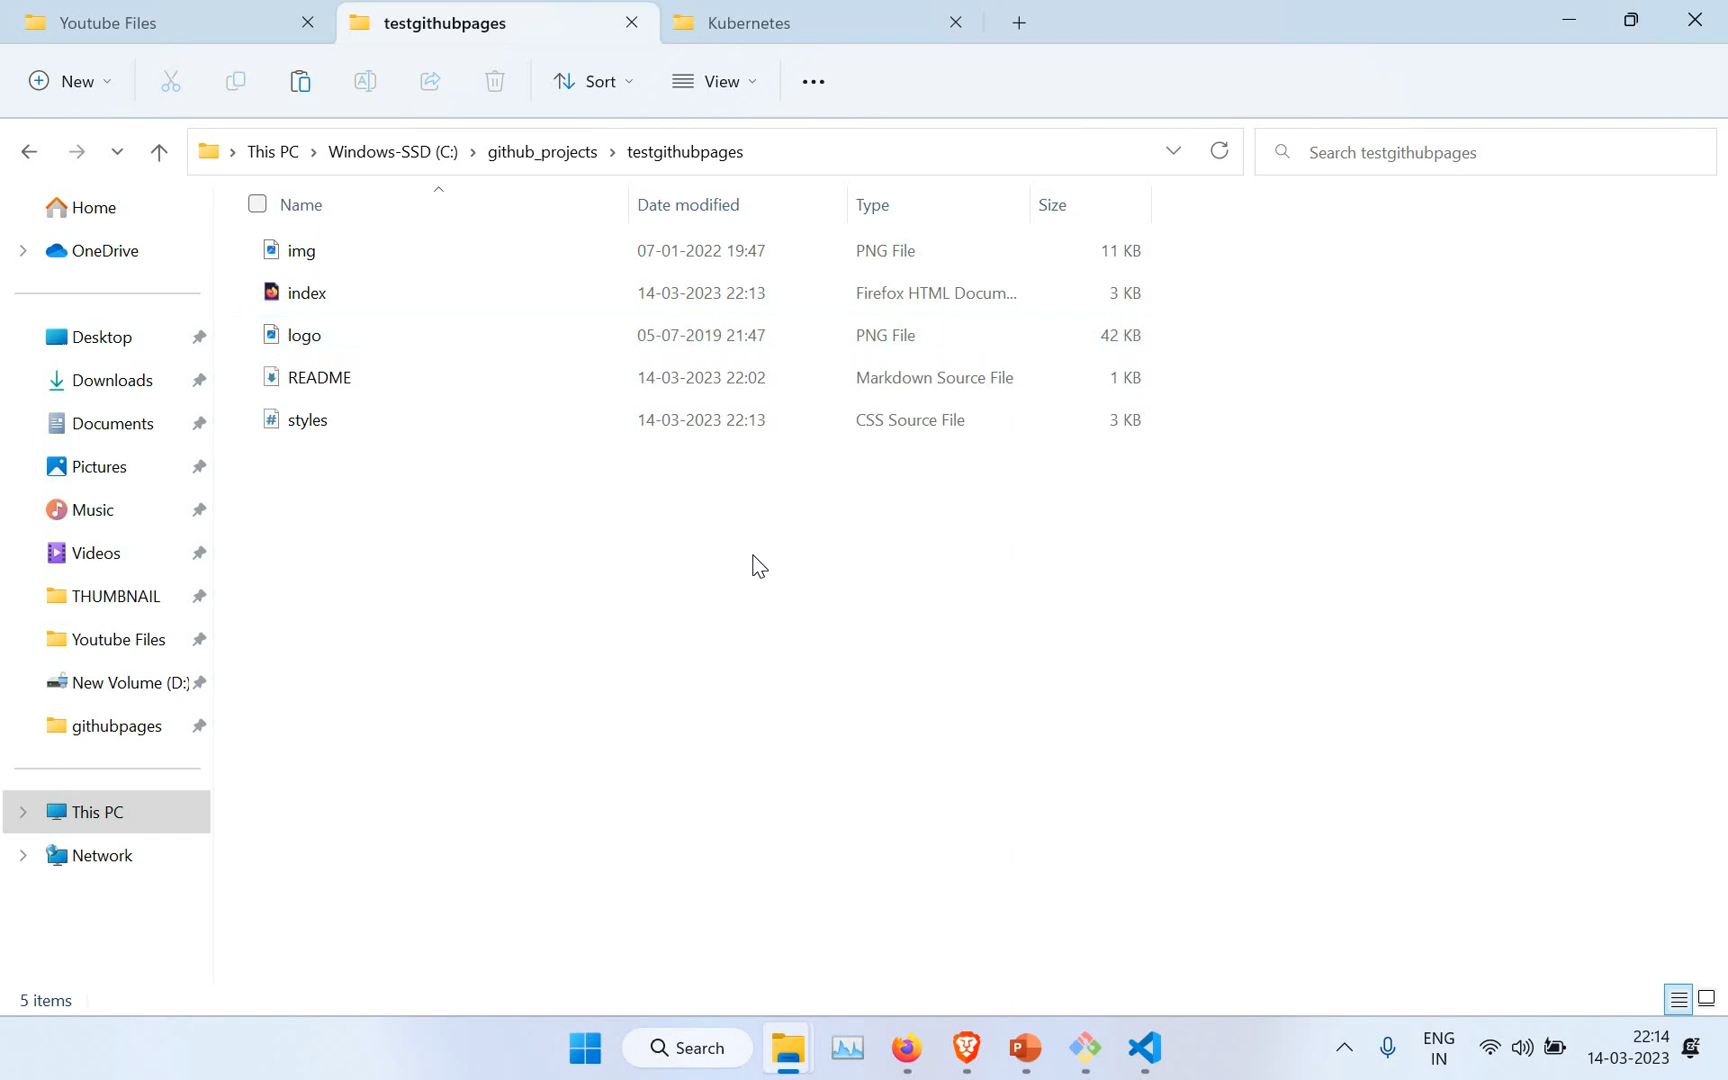 Youtube Files
testgithubpages
Kubernetes
New
Sort
View
This PC
Windows-SSD (C:)
github_projects
testgithubpages
Search testgithubpages
Name
Date modified
Type
Size
img
07-01-2022 19:47
PNG File
11 KB
index
14-03-2023 22:13
Firefox HTML Docum...
3 KB
logo
05-07-2019 21:47
PNG File
42 KB
README
14-03-2023 22:02
Markdown Source File
1 KB
styles
14-03-2023 22:13
CSS Source File
3 KB
Home
OneDrive
Desktop
Downloads
Documents
Pictures
Music
Videos
THUMBNAIL
Youtube Files
New Volume (D:)
githubpages
This PC
Network
5 items
Search
ENG
IN
22:14
14-03-2023